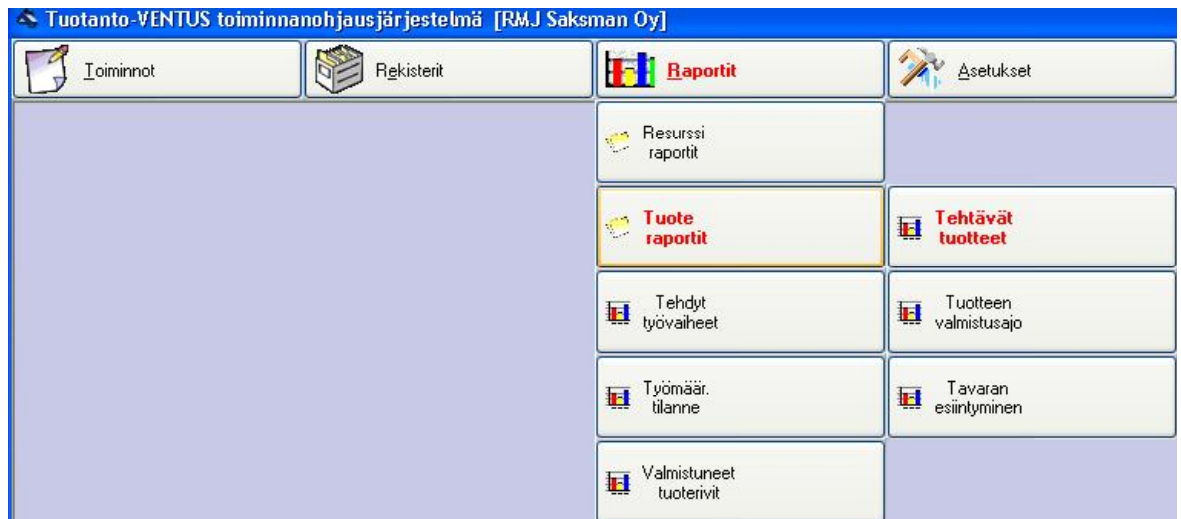 Tuotanto-VENTUS toiminnanohjausjärjestelmä [RMJ Saksman Oy]
Toiminnot
Rekisterit
Raportit
Asetukset
Resurssi
raportit
Tuote
raportit
Tehtävät
tuotteet
Tehdyt
työvaiheet
Tuotteen
valmistusajo
Työmäär.
tilanne
Tavaran
esiintyminen
Valmistuneet
tuoterivit